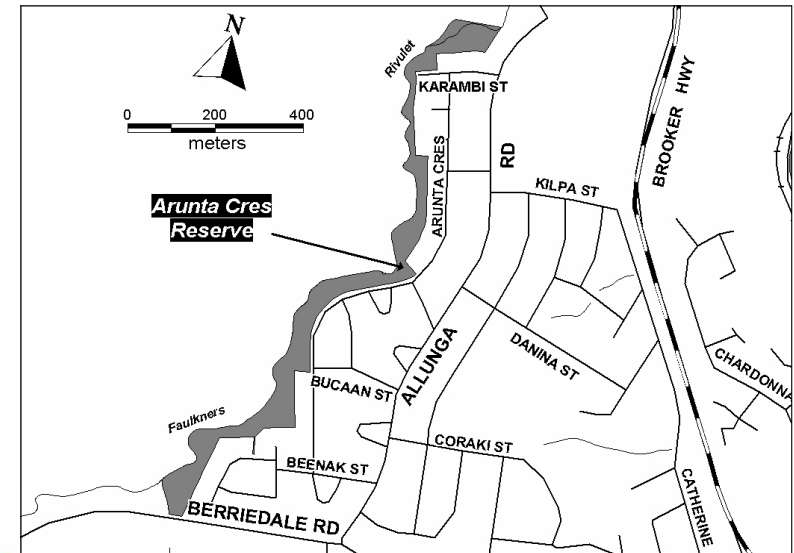 N
Rivulet
KARAMBI ST
0 200 400
meters
BROOKER HWY
RD
ARUNTA CRES
KILPA ST
Arunta Cres
Reserve
ALLUNGA
DANINA ST
CHARDONNA
BUCAAN ST
Faulkners
CORAKI ST
BEENAK ST
CATHERINE
BERRIEDALE RD